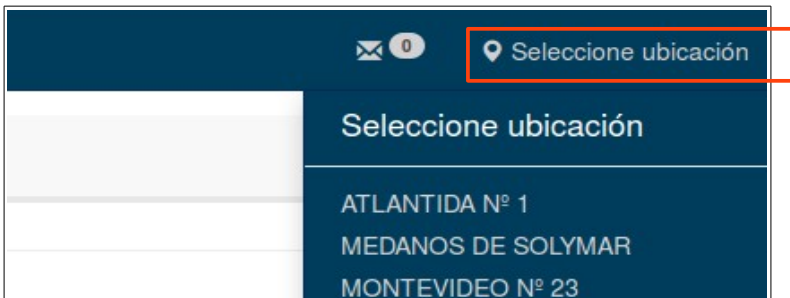 0 Seleccione ubicación
Seleccione ubicación
ATLANTIDA Nº 1
MEDANOS DE SOLYMAR
MONTEVIDEO Nº 23